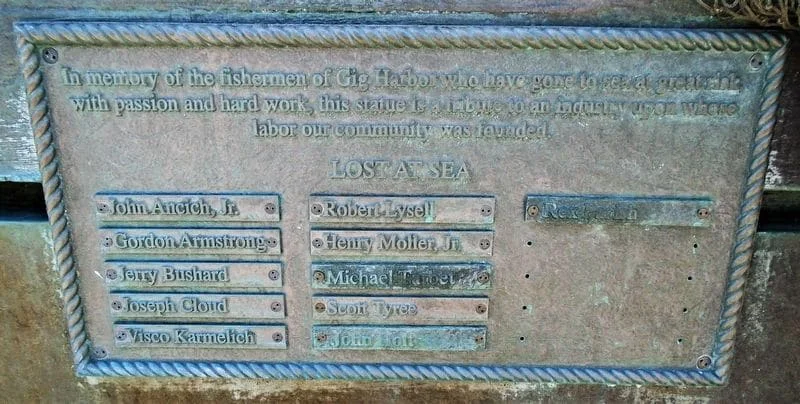 In memory of the fishermen of Gig Harbor who have gone to sea at great risk
with passion and hard work, this statue is a tribute to an industry upon whose
labor our community was founded.
LOST AT SEA
John Ancich, Jr.
Gordon Armstrong
Jerry Bushard
Joseph Cloud
Visco Karmelich
Robert Lysell
Henry Moller, Jr.
Michael
Scott Tyree
John
Rex